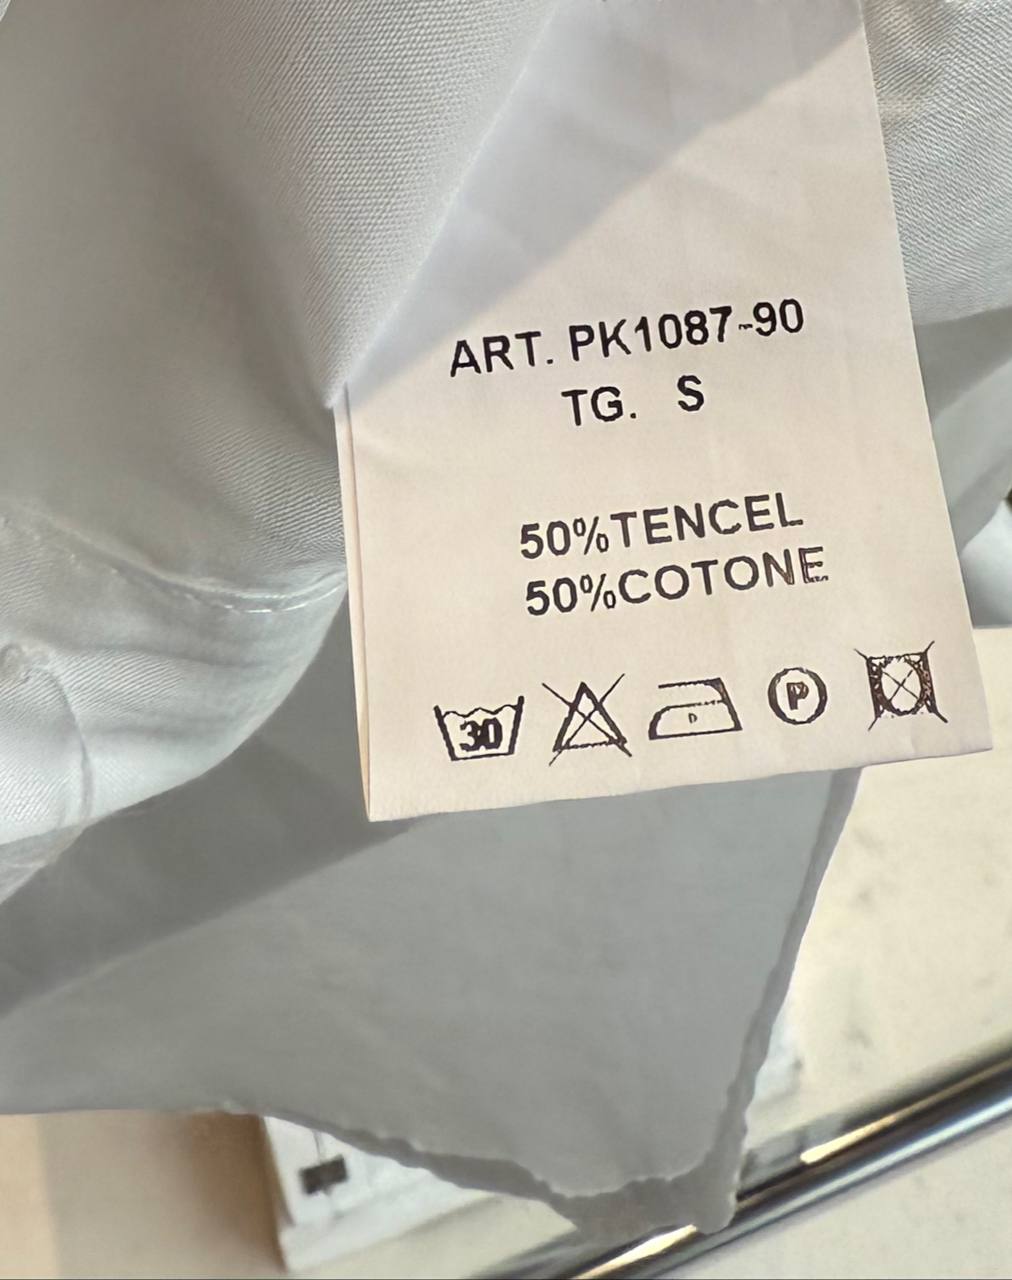 ART. PK1087-90
TG. S
50%TENCEL
50%COTONE
30 P